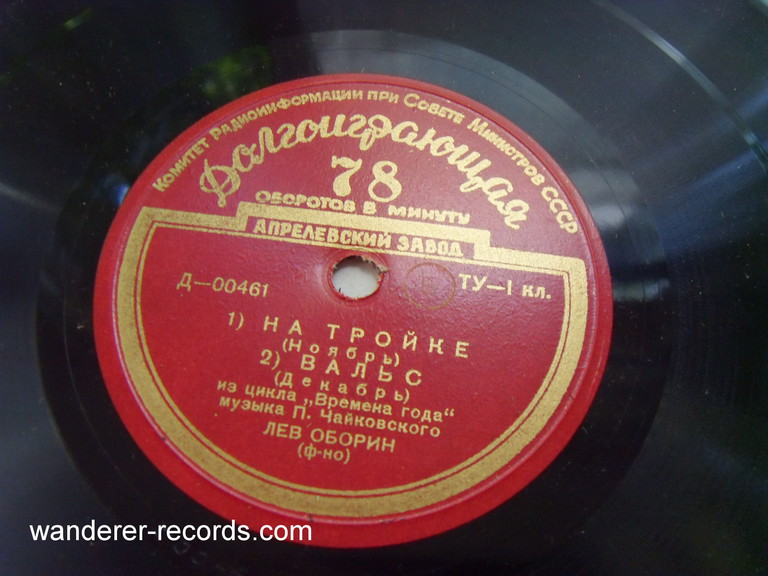 Комитет Радиоинформации при Совете Министров СССР
Долгоиграющая
78
ОБОРОТОВ В МИНУТУ
АПРЕЛЕВСКИЙ ЗАВОД
Д—00461
ТУ—I кл.
1) НА ТРОЙКЕ
(Ноябрь)
2) ВАЛЬС
(Декабрь)
из цикла „Времена года“
музыка П. Чайковского
ЛЕВ ОБОРИН
(ф-но)
wanderer-records.com